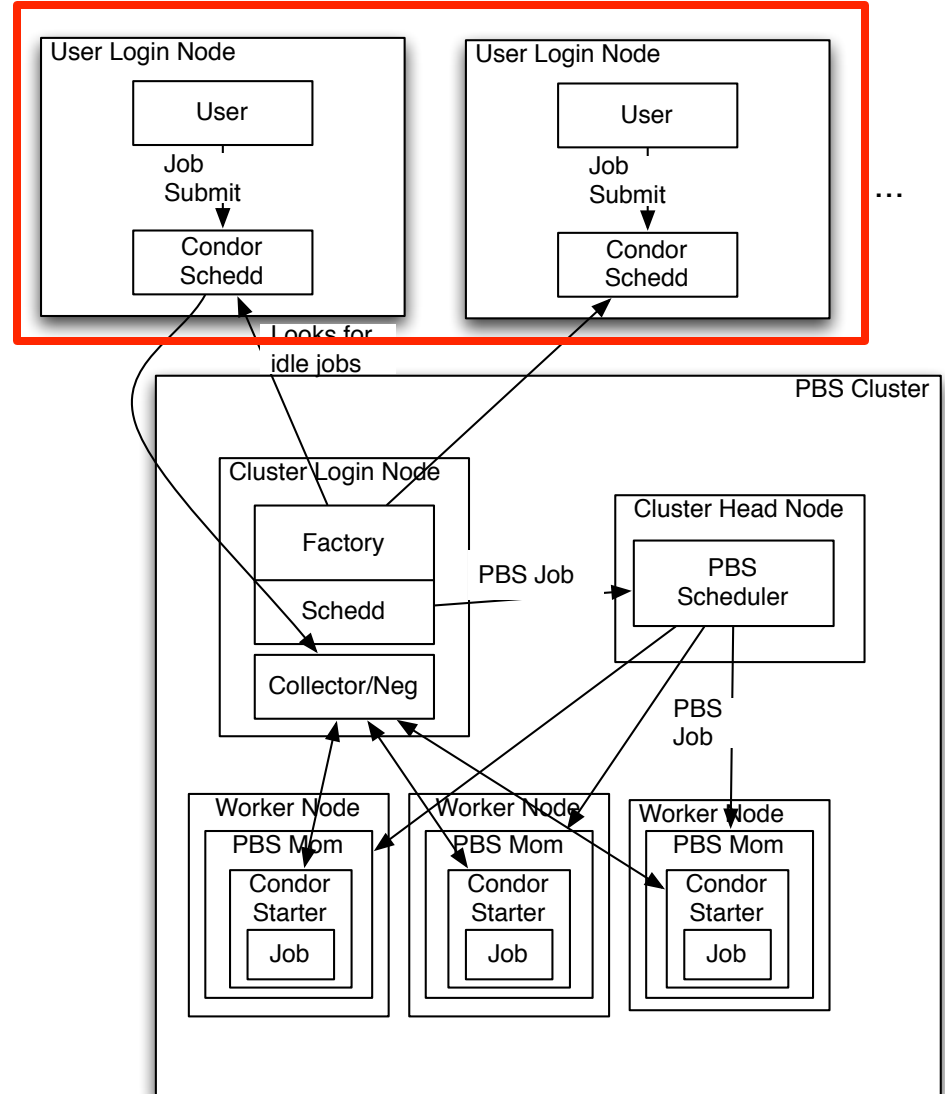 User Login Node
User
Job
Submit
Condor
Schedd
User Login Node
User
Job
Submit
Condor
Schedd
...
Looks for
idle jobs
PBS Cluster
Cluster Login Node
Factory
Schedd
Collector/Neg
PBS Job
Cluster Head Node
PBS
Scheduler
PBS
Job
Worker Node
PBS Mom
Condor
Starter
Job
Worker Node
PBS Mom
Condor
Starter
Job
Worker Node
PBS Mom
Condor
Starter
Job